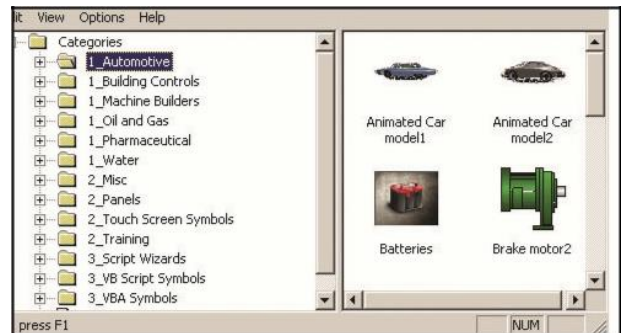 it View Options Help
Categories
1_Automotive
1_Building Controls
1_Machine Builders
1_Oil and Gas
1_Pharmaceutical
1_Water
2_Misc
2_Panels
2_Touch Screen Symbols
2_Training
3_Script Wizards
3_VB Script Symbols
3_VBA Symbols
Animated Car
model1
Animated Car
model2
Batteries
Brake motor2
press F1
NUM